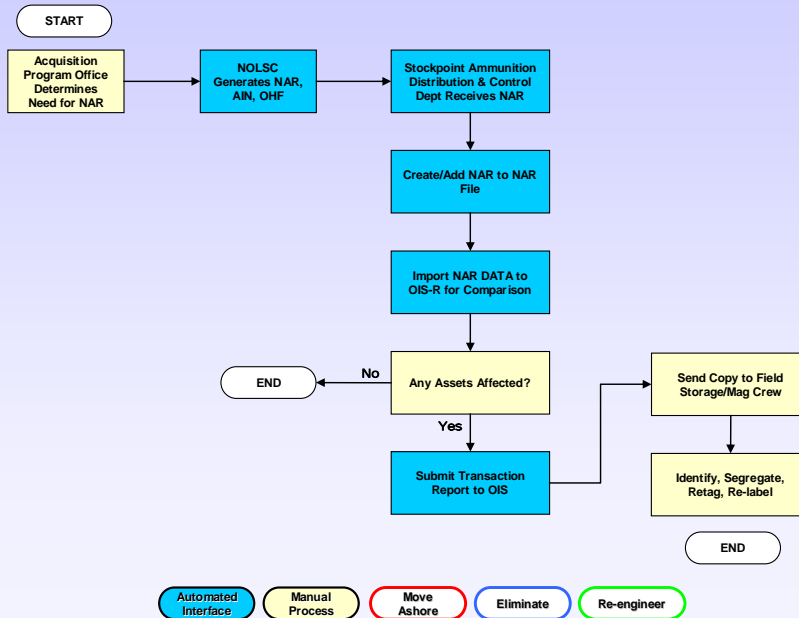 START
Acquisition
Program Office
Determines
Need for NAR
NOLSC
Generates NAR,
AIN, OHF
Stockpoint Ammunition
Distribution & Control
Dept Receives NAR
Create/Add NAR to NAR
File
Import NAR DATA to
OIS-R for Comparison
Any Assets Affected?
No
END
Yes
Submit Transaction
Report to OIS
Send Copy to Field
Storage/Mag Crew
Identify, Segregate,
Retag, Re-label
END
Automated
Interface
Manual
Process
Move
Ashore
Eliminate
Re-engineer